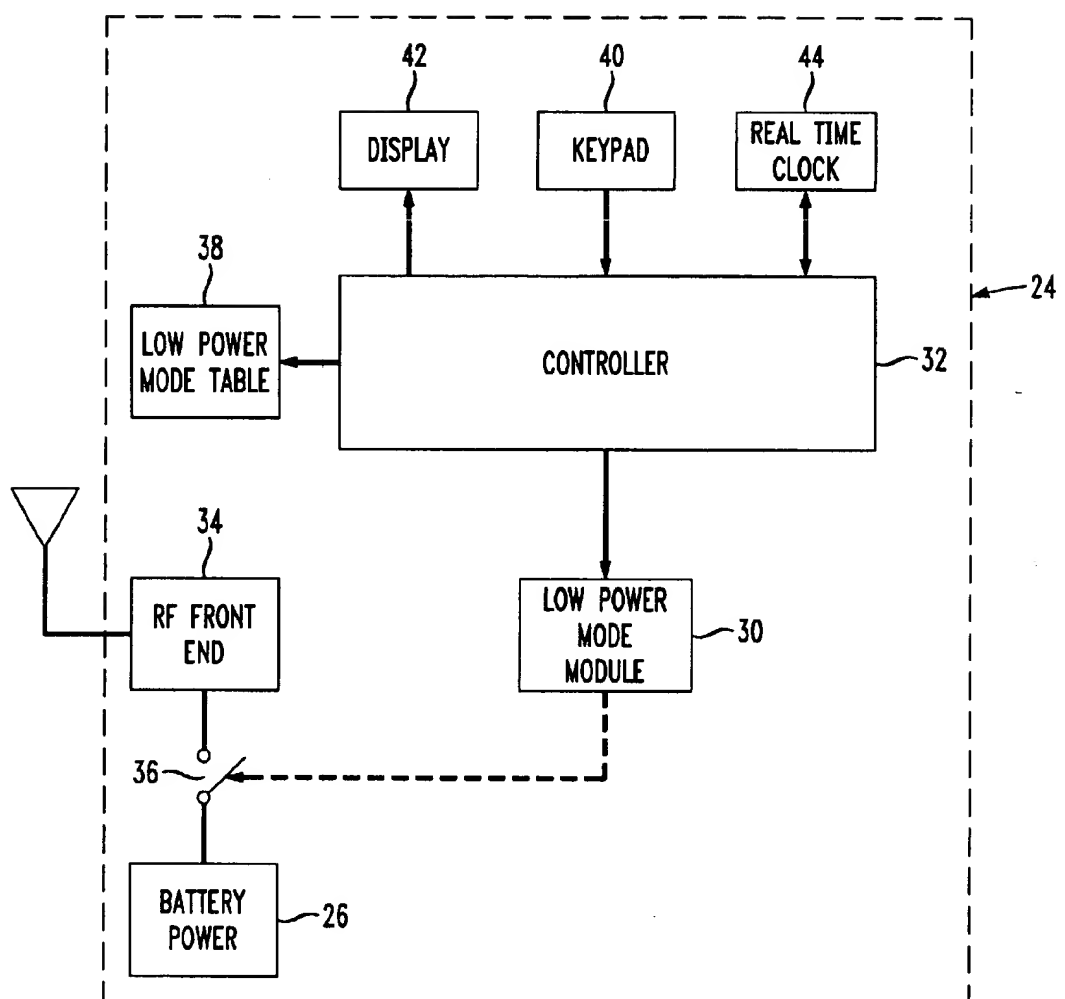 42
40
44
DISPLAY
KEYPAD
REAL TIME
CLOCK
38
24
LOW POWER
MODE TABLE
CONTROLLER
32
34
RF FRONT
END
LOW POWER
MODE
MODULE
30
36
BATTERY
POWER
26